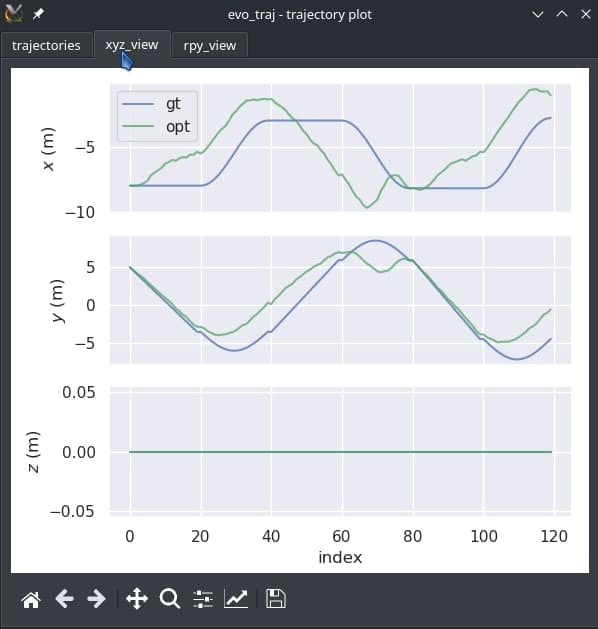 evo_traj - trajectory plot
trajectories xyz_view rpy_view
gt
opt
x (m)
−5
−10
y (m)
5
0
−5
z (m)
0.05
0.00
−0.05
0 20 40 60 80 100 120
index